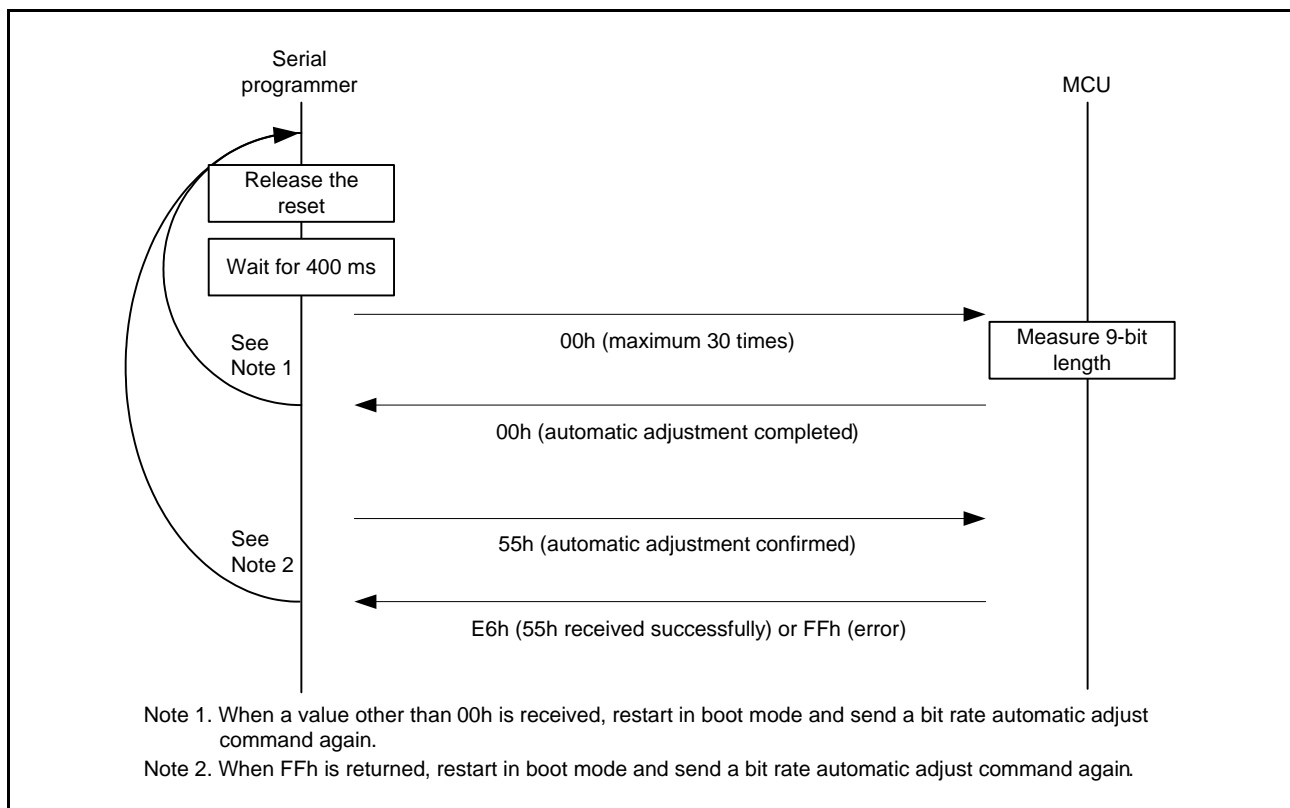 Serial
programmer
MCU
Release the
reset
Wait for 400 ms
See
Note 1
00h (maximum 30 times)
Measure 9-bit
length
00h (automatic adjustment completed)
See
Note 2
55h (automatic adjustment confirmed)
E6h (55h received successfully) or FFh (error)
Note 1. When a value other than 00h is received, restart in boot mode and send a bit rate automatic adjust
command again.
Note 2. When FFh is returned, restart in boot mode and send a bit rate automatic adjust command again.